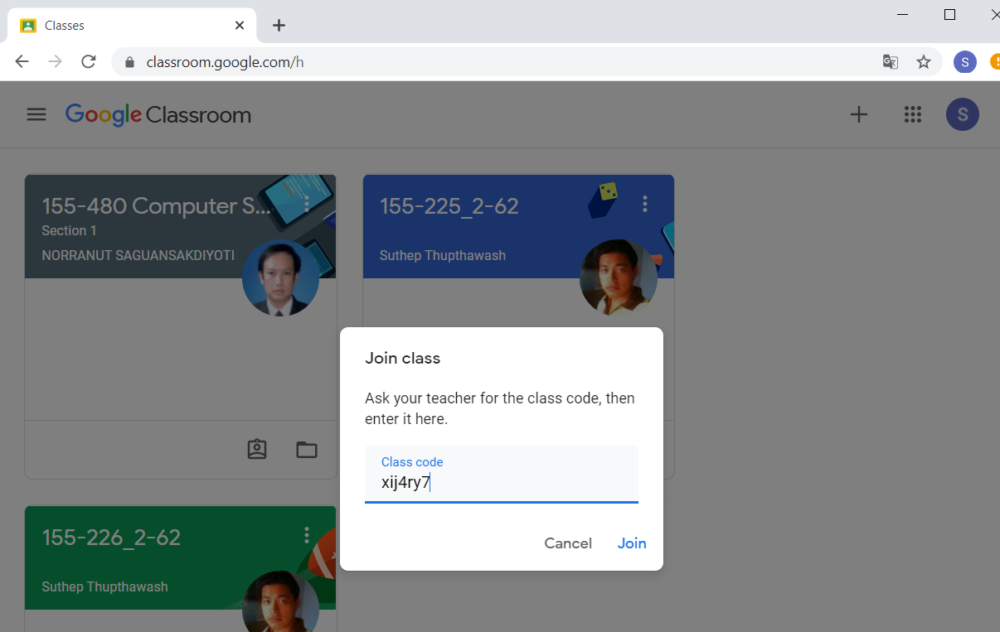 Classes
classroom.google.com/h
S
Google Classroom
S
155-480 Computer S...
Section 1
NORRANUT SAGUANSAKDIYOTI
155-225_2-62
Suthep Thupthawash
Join class
Ask your teacher for the class code, then
enter it here.
Class code
xij4ry7
Cancel
Join
155-226_2-62
Suthep Thupthawash